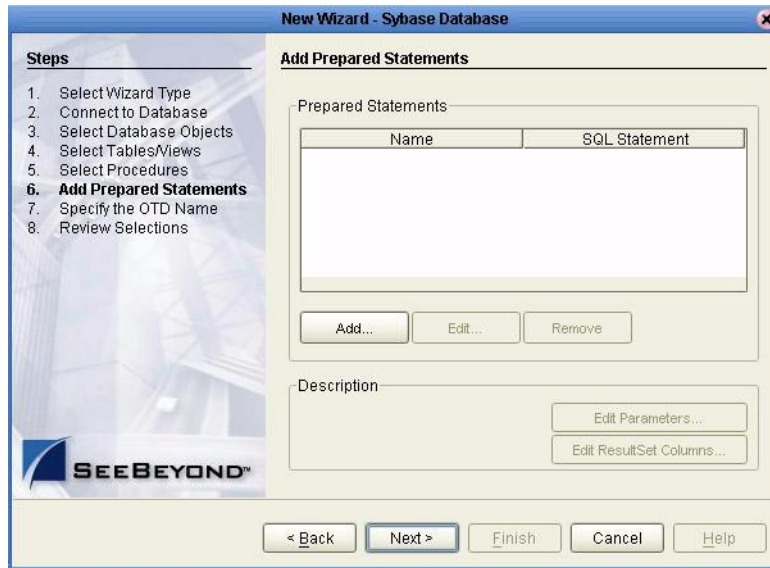 New Wizard - Sybase Database
Steps
1. Select Wizard Type
2. Connect to Database
3. Select Database Objects
4. Select Tables/Views
5. Select Procedures
6. Add Prepared Statements
7. Specify the OTD Name
8. Review Selections
SEEBEYOND™
Add Prepared Statements
Prepared Statements
Name SQL Statement
Add... Edit... Remove
Description
Edit Parameters...
Edit ResultSet Columns...
< Back Next > Finish Cancel Help